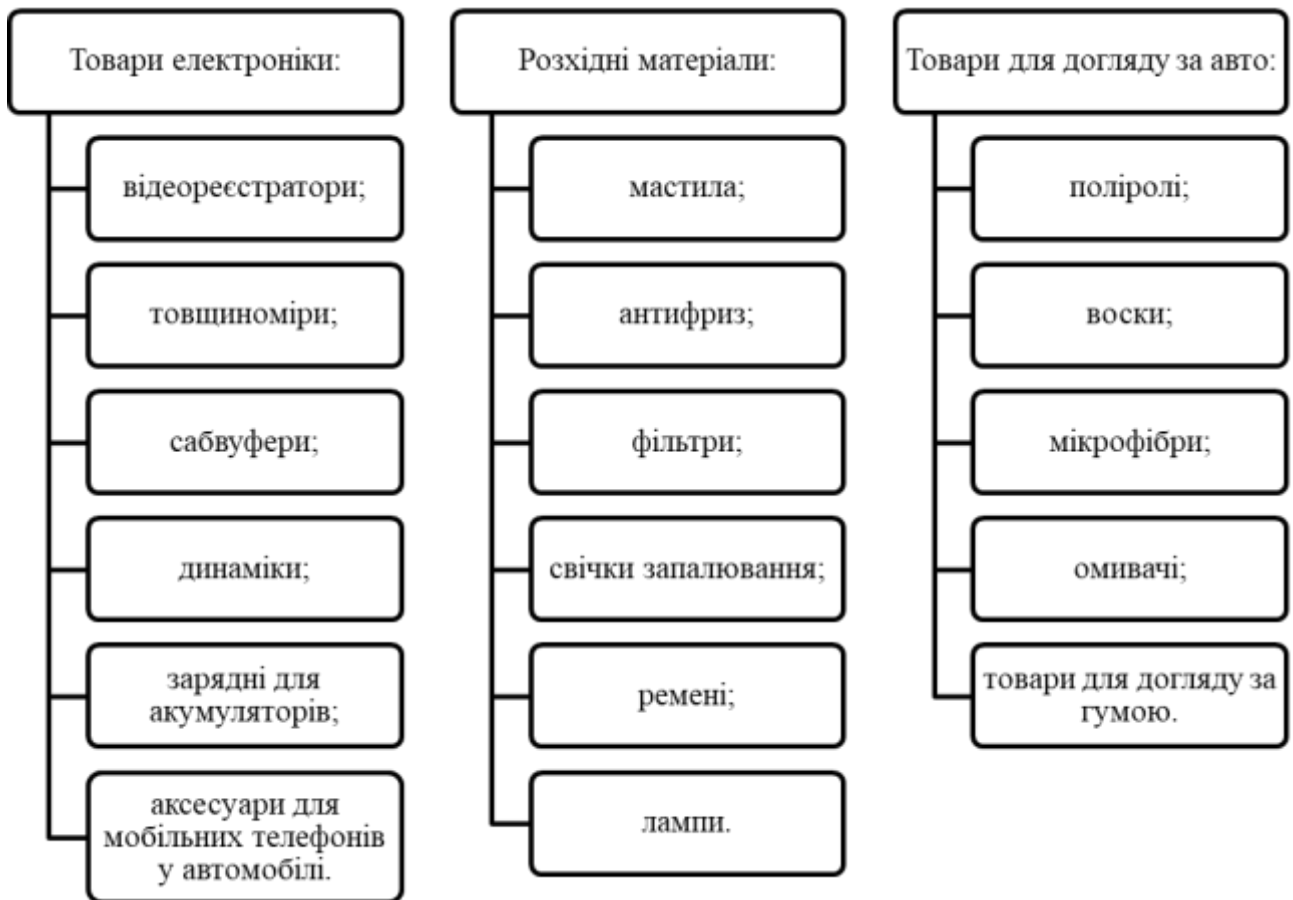 Товари електроніки:
відеореєстратори;
товщиноміри;
сабвуфери;
динаміки;
зарядні для
акумуляторів;
аксесуари для
мобільних телефонів
у автомобілі.
Розхідні матеріали:
мастила;
антифриз;
фільтри;
свічки запалювання;
ремені;
лампи.
Товари для догляду за авто:
поліролі;
воски;
мікрофібри;
омивачі;
товари для догляду за
гумою.